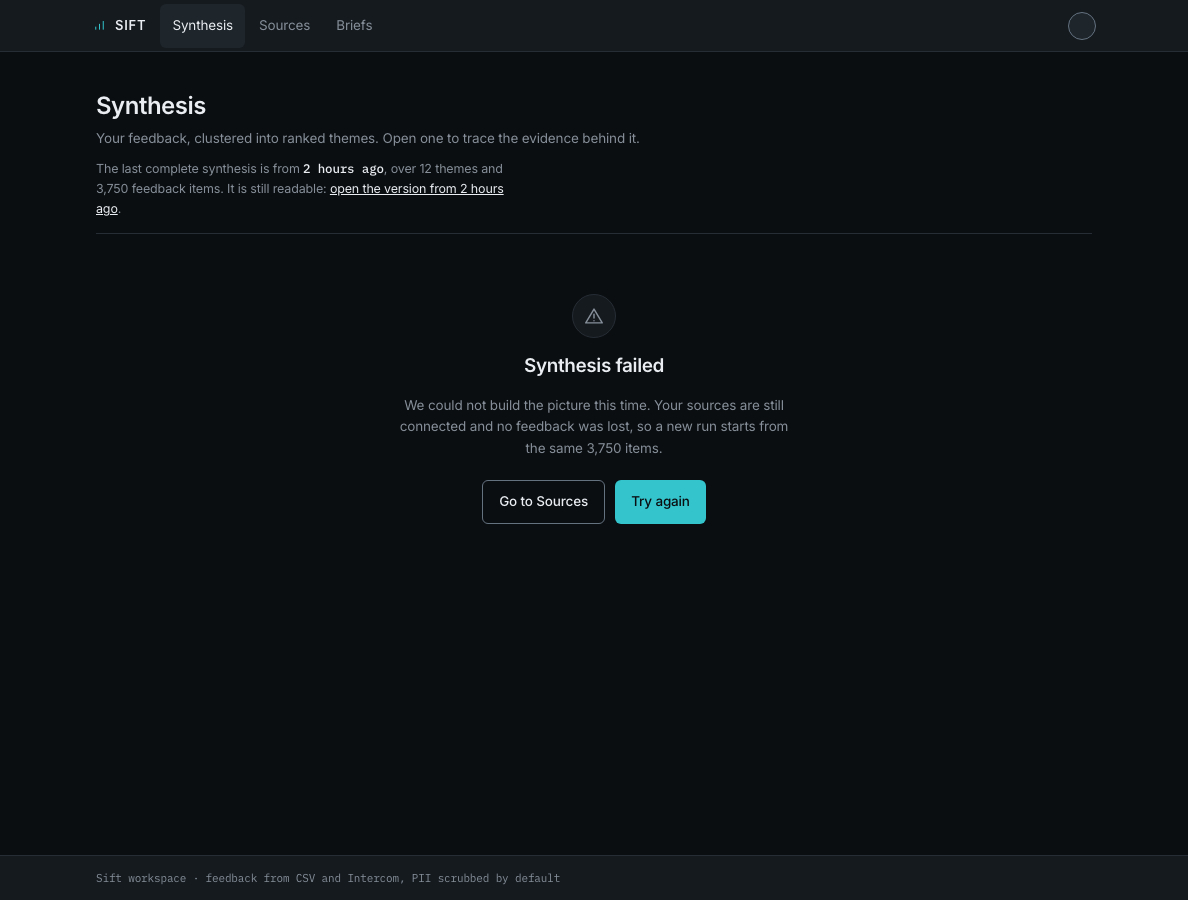 SIFT Synthesis Sources Briefs
Synthesis
Your feedback, clustered into ranked themes. Open one to trace the evidence behind it.
The last complete synthesis is from 2 hours ago, over 12 themes and
3,750 feedback items. It is still readable: open the version from 2 hours
ago.
Synthesis failed
We could not build the picture this time. Your sources are still
connected and no feedback was lost, so a new run starts from
the same 3,750 items.
Go to Sources Try again
Sift workspace · feedback from CSV and Intercom, PII scrubbed by default